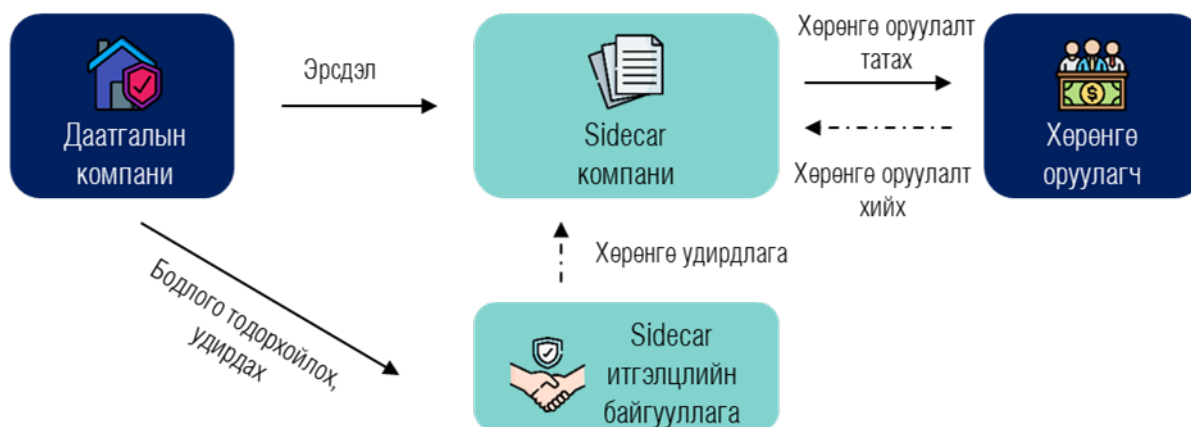 Даатгалын
компани
Эрсдэл
Sidecar
компани
Хөрөнгө оруулалт
татах
Хөрөнгө оруулалт
хийх
Хөрөнгө
оруулагч
Бодлого тодорхойлох,
удирдах
Хөрөнгө удирдлага
Sidecar
итгэлцлийн
байгууллага